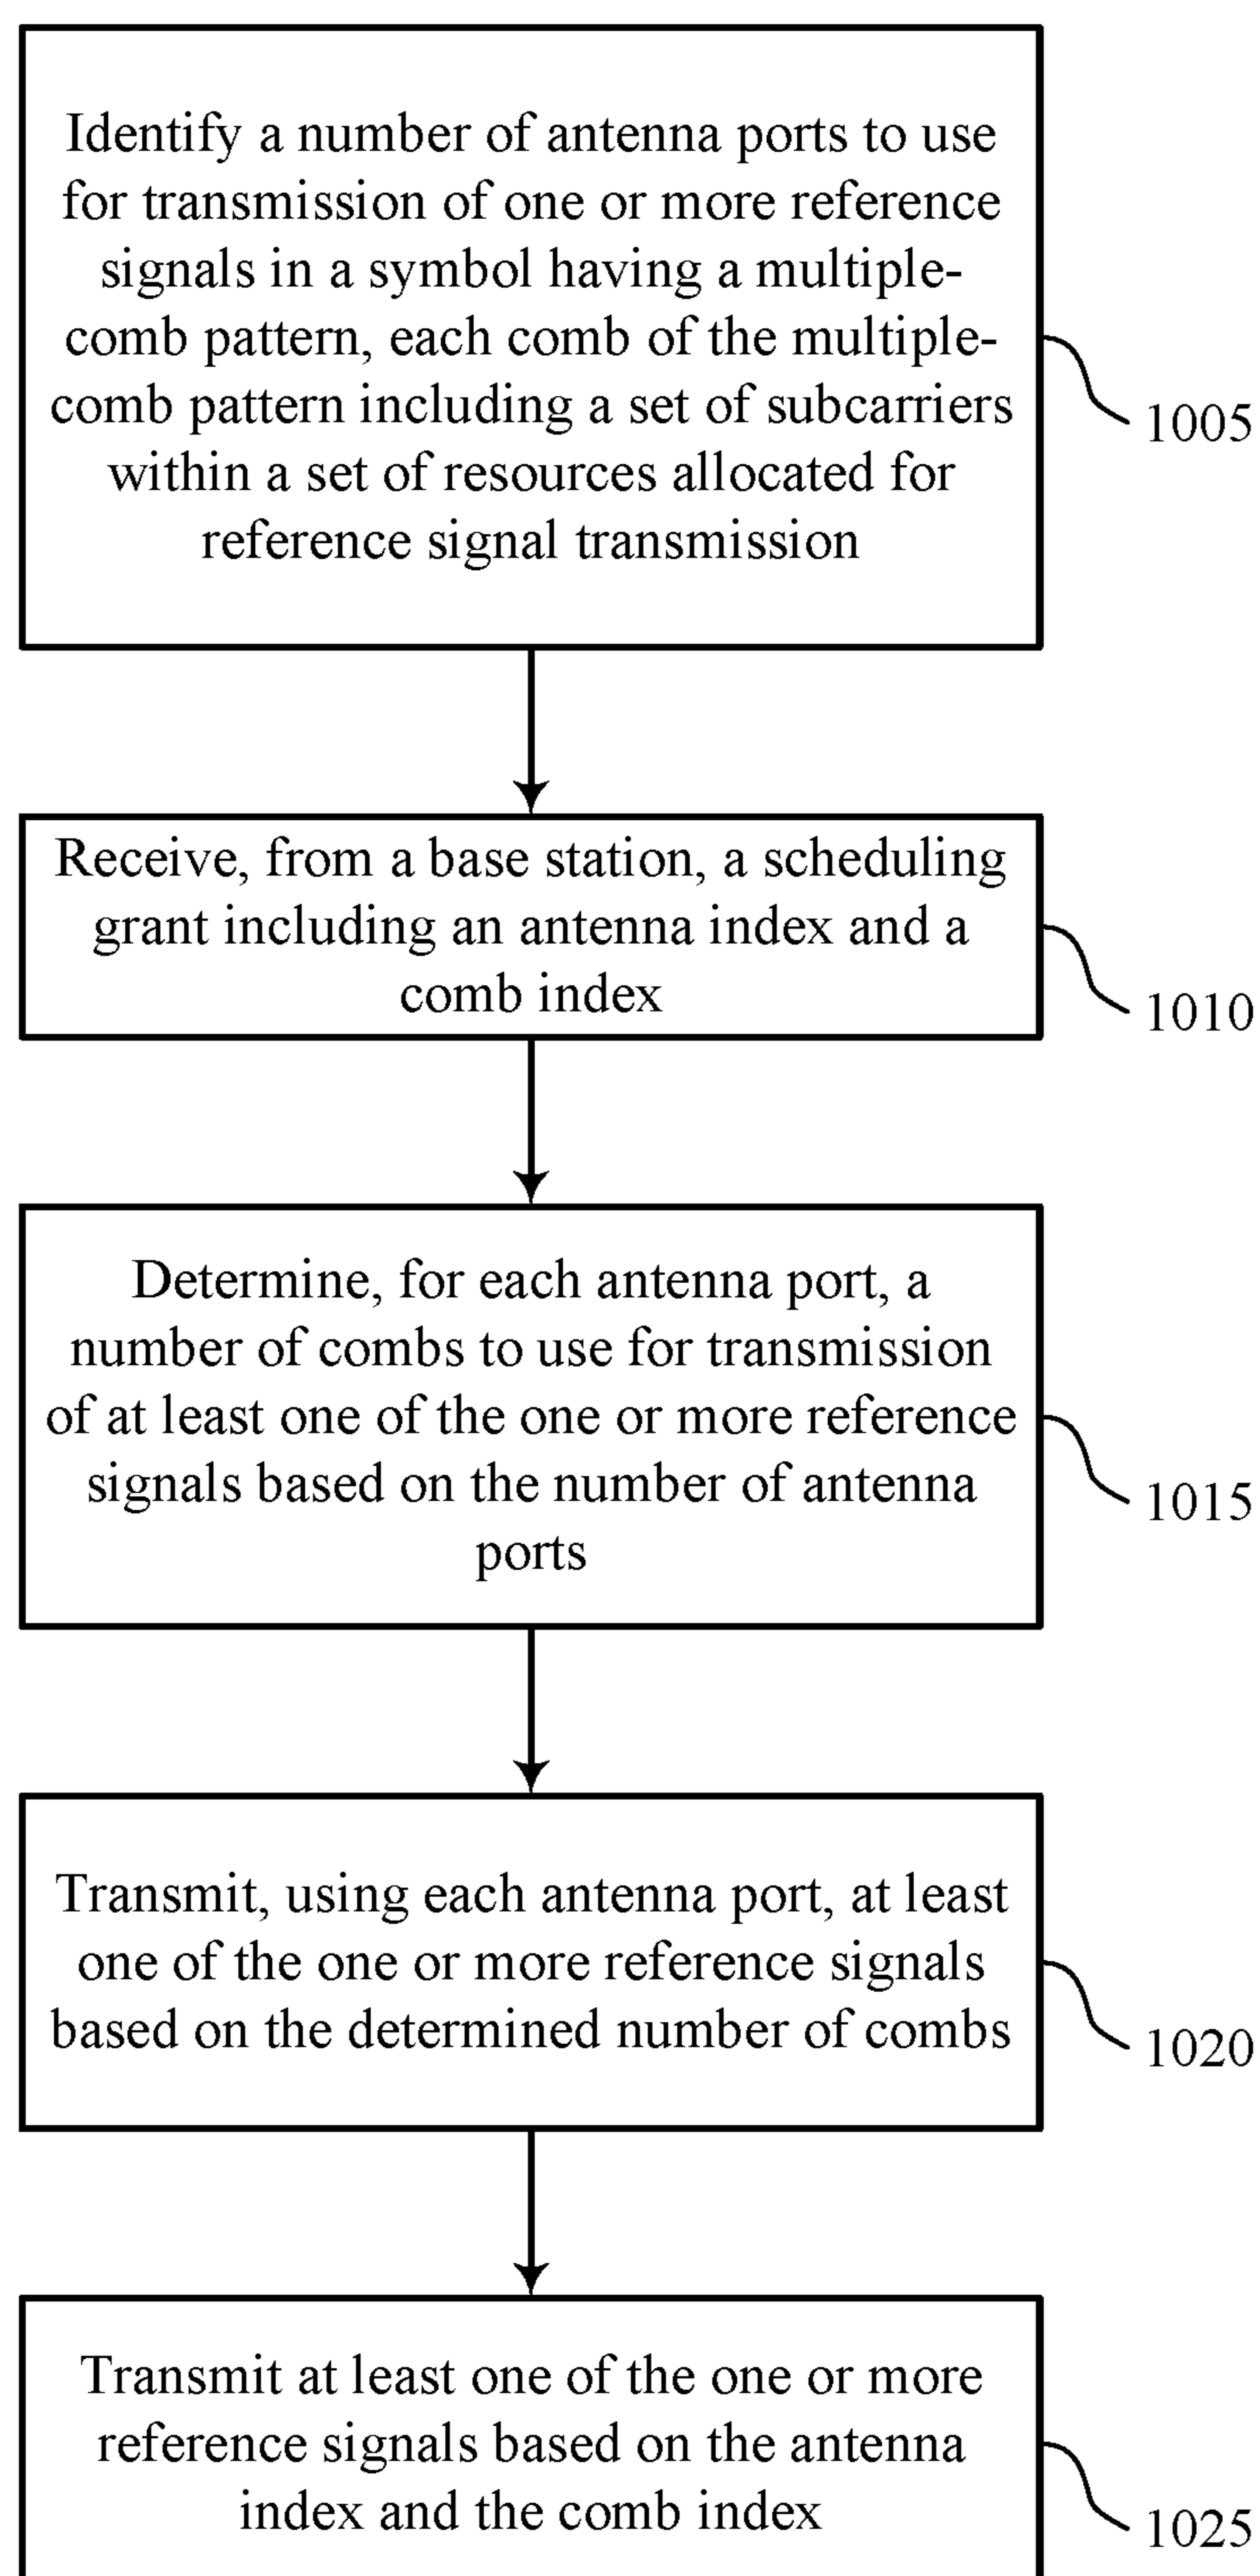 Identify a number of antenna ports to use
for transmission of one or more reference
signals in a symbol having a multiple-
comb pattern, each comb of the multiple-
comb pattern including a set of subcarriers
within a set of resources allocated for
reference signal transmission
1005
Receive, from a base station, a scheduling
grant including an antenna index and a
comb index
1010
Determine, for each antenna port, a
number of combs to use for transmission
of at least one of the one or more reference
signals based on the number of antenna
ports
1015
Transmit, using each antenna port, at least
one of the one or more reference signals
based on the determined number of combs
1020
Transmit at least one of the one or more
reference signals based on the antenna
index and the comb index
1025